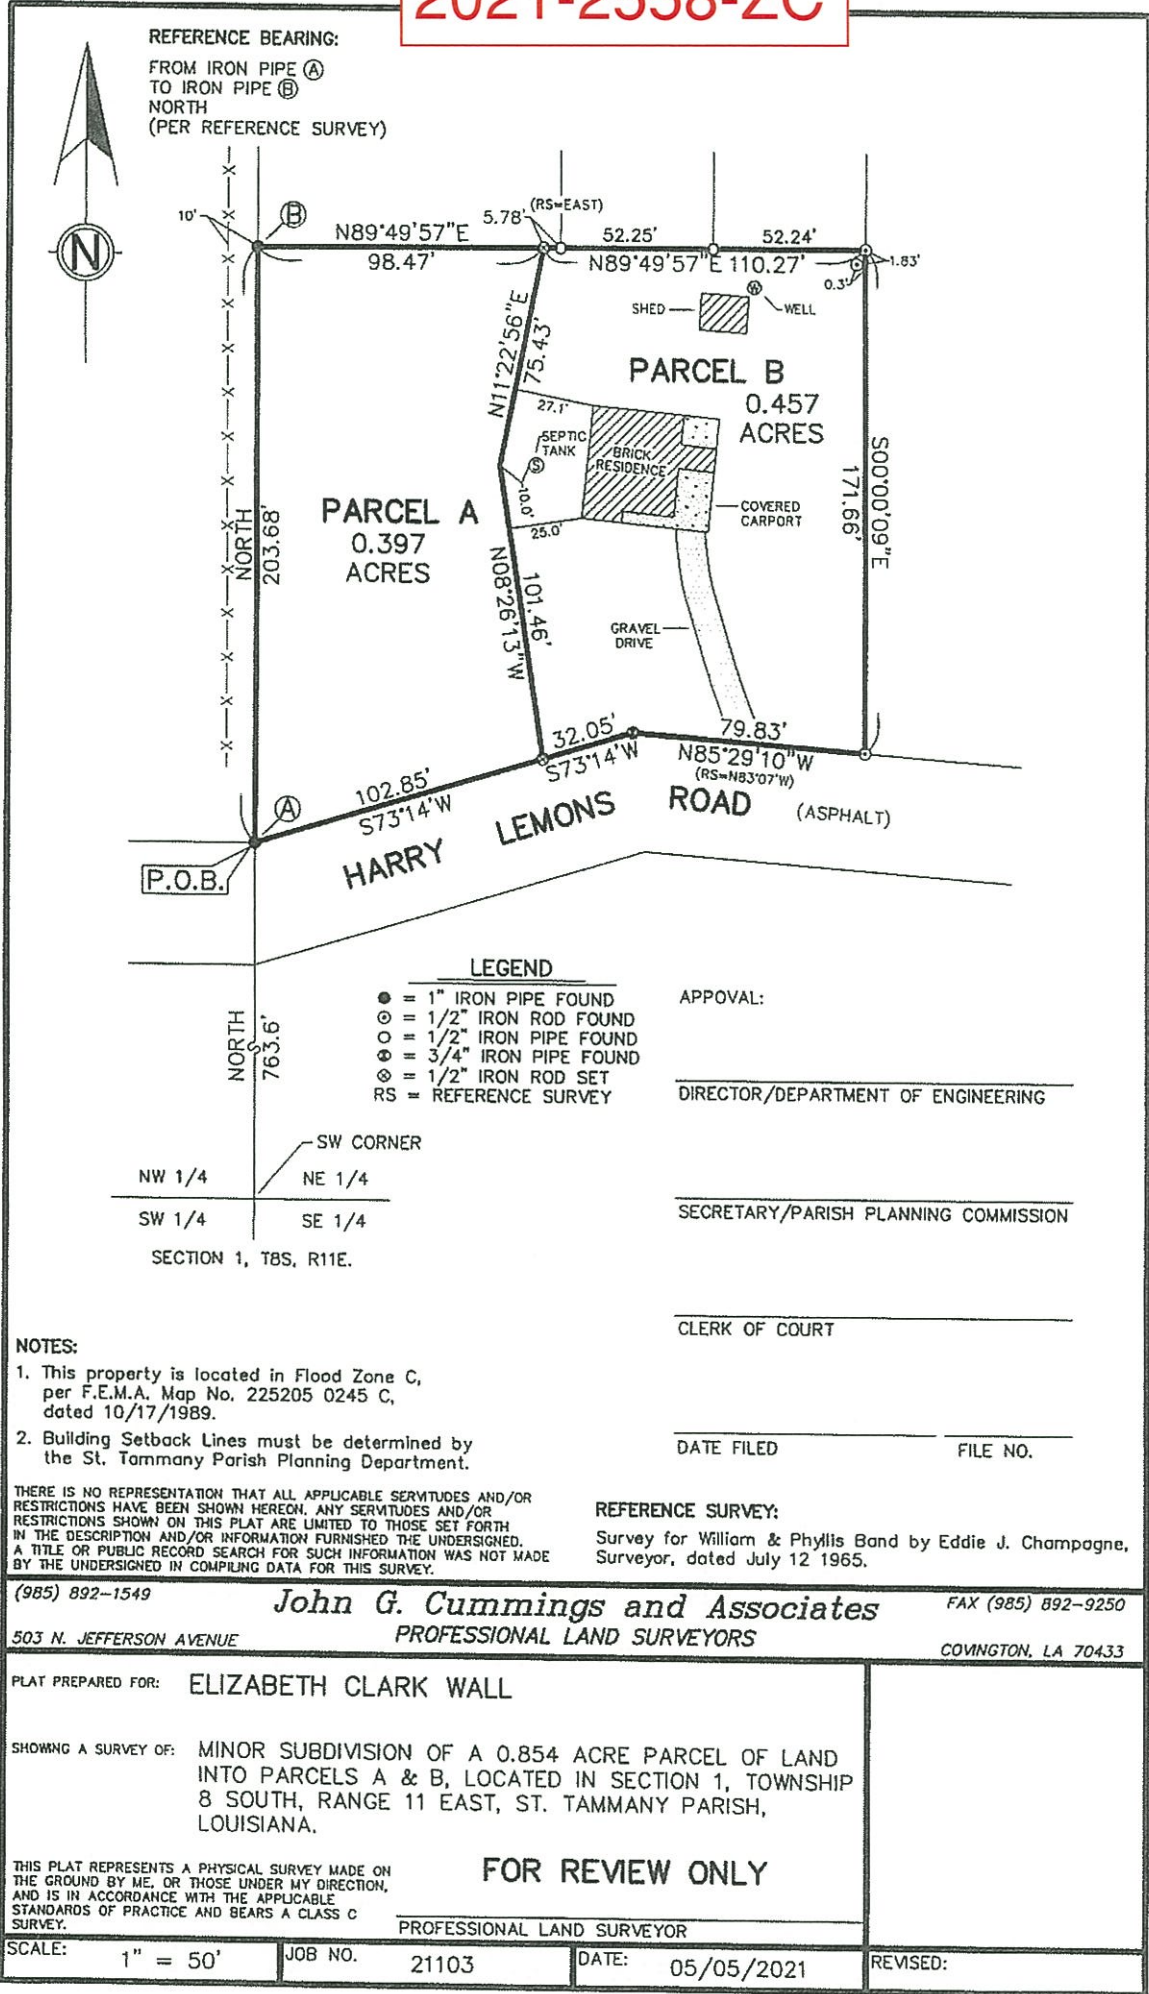 2021-2338-ZC
REFERENCE BEARING:
FROM IRON PIPE Ⓐ
TO IRON PIPE Ⓑ
NORTH
(PER REFERENCE SURVEY)
N
10'
B
N89°49'57"E
98.47'
5.78'
(RS=EAST)
52.25'
52.24'
N89°49'57"E 110.27'
1.83'
0.3'
SHED
W
WELL
N11°22'56"E
75.43'
PARCEL B
0.457
ACRES
27.1'
SEPTIC
TANK
S
BRICK
RESIDENCE
10.0'
25.0'
COVERED
CARPORT
S00°00'09"E
171.66'
PARCEL A
0.397
ACRES
NORTH
203.68'
N08°26'13"W
101.46'
GRAVEL
DRIVE
32.05'
S73°14'W
79.83'
N85°29'10"W
(RS=N83°07'W)
102.85'
S73°14'W
A
P.O.B.
HARRY LEMONS ROAD (ASPHALT)
LEGEND
● = 1" IRON PIPE FOUND
⊙ = 1/2" IRON ROD FOUND
○ = 1/2" IRON PIPE FOUND
= 3/4" IRON PIPE FOUND
⊗ = 1/2" IRON ROD SET
RS = REFERENCE SURVEY
NORTH
763.6'
SW CORNER
NW 1/4
NE 1/4
SW 1/4
SE 1/4
SECTION 1, T8S, R11E.
APPOVAL:
DIRECTOR/DEPARTMENT OF ENGINEERING
SECRETARY/PARISH PLANNING COMMISSION
CLERK OF COURT
DATE FILED
FILE NO.
NOTES:
1. This property is located in Flood Zone C,
per F.E.M.A. Map No. 225205 0245 C,
dated 10/17/1989.
2. Building Setback Lines must be determined by
the St. Tammany Parish Planning Department.
THERE IS NO REPRESENTATION THAT ALL APPLICABLE SERVITUDES AND/OR
RESTRICTIONS HAVE BEEN SHOWN HEREON. ANY SERVITUDES AND/OR
RESTRICTIONS SHOWN ON THIS PLAT ARE LIMITED TO THOSE SET FORTH
IN THE DESCRIPTION AND/OR INFORMATION FURNISHED THE UNDERSIGNED.
A TITLE OR PUBLIC RECORD SEARCH FOR SUCH INFORMATION WAS NOT MADE
BY THE UNDERSIGNED IN COMPILING DATA FOR THIS SURVEY.
REFERENCE SURVEY:
Survey for William & Phyllis Band by Eddie J. Champagne,
Surveyor, dated July 12 1965.
(985) 892-1549
John G. Cummings and Associates
FAX (985) 892-9250
503 N. JEFFERSON AVENUE
PROFESSIONAL LAND SURVEYORS
COVINGTON, LA 70433
PLAT PREPARED FOR: ELIZABETH CLARK WALL
SHOWING A SURVEY OF: MINOR SUBDIVISION OF A 0.854 ACRE PARCEL OF LAND
INTO PARCELS A & B, LOCATED IN SECTION 1, TOWNSHIP
8 SOUTH, RANGE 11 EAST, ST. TAMMANY PARISH,
LOUISIANA.
THIS PLAT REPRESENTS A PHYSICAL SURVEY MADE ON
THE GROUND BY ME, OR THOSE UNDER MY DIRECTION,
AND IS IN ACCORDANCE WITH THE APPLICABLE
STANDARDS OF PRACTICE AND BEARS A CLASS C
SURVEY.
FOR REVIEW ONLY
PROFESSIONAL LAND SURVEYOR
SCALE: 1" = 50'
JOB NO. 21103
DATE: 05/05/2021
REVISED: